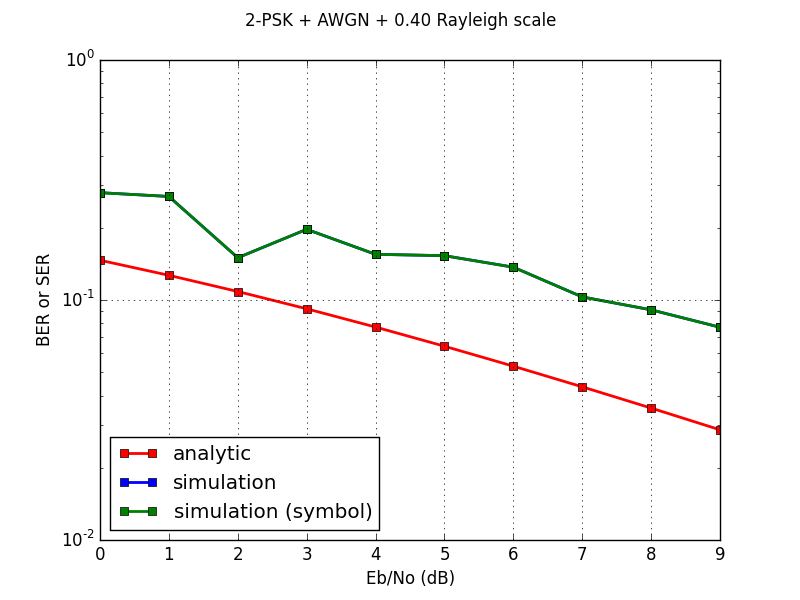 2-PSK + AWGN + 0.40 Rayleigh scale
10^0
10^-1
10^-2
BER or SER
analytic
simulation
simulation (symbol)
0 1 2 3 4 5 6 7 8 9
Eb/No (dB)